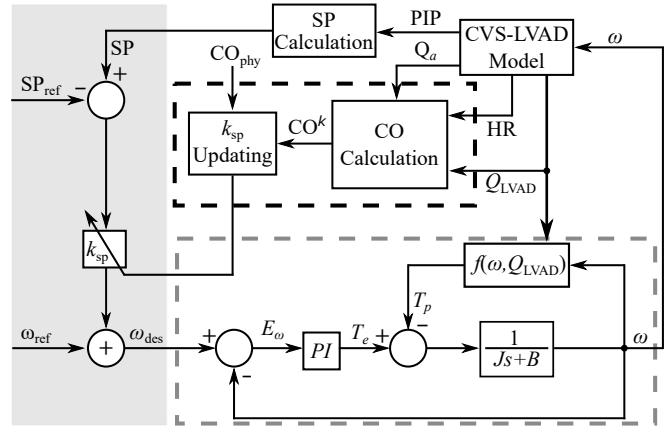 SP
Calculation
PIP
CVS-LVAD
Model
ω
SP
CO_phy
Q_a
+
SP_ref
−
k_sp
Updating
CO^k
CO
Calculation
HR
Q_LVAD
k_sp
f(ω,Q_LVAD)
T_p
ω_ref
+
ω_des
+
−
E_ω
PI
T_e
+
−
1
Js+B
ω